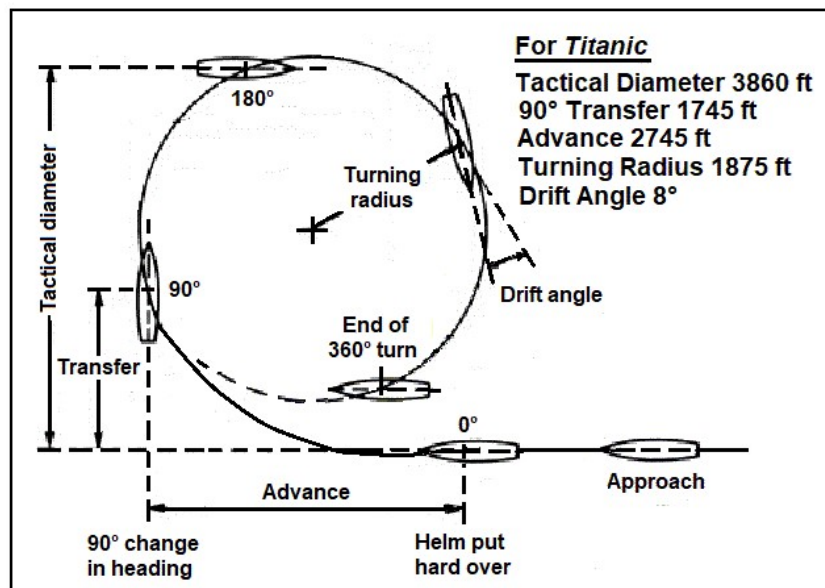 For Titanic
Tactical Diameter 3860 ft
90° Transfer 1745 ft
Advance 2745 ft
Turning Radius 1875 ft
Drift Angle 8°
180°
Turning
radius
Tactical diameter
90°
Drift angle
End of
360° turn
Transfer
0°
Advance
Approach
90° change
in heading
Helm put
hard over